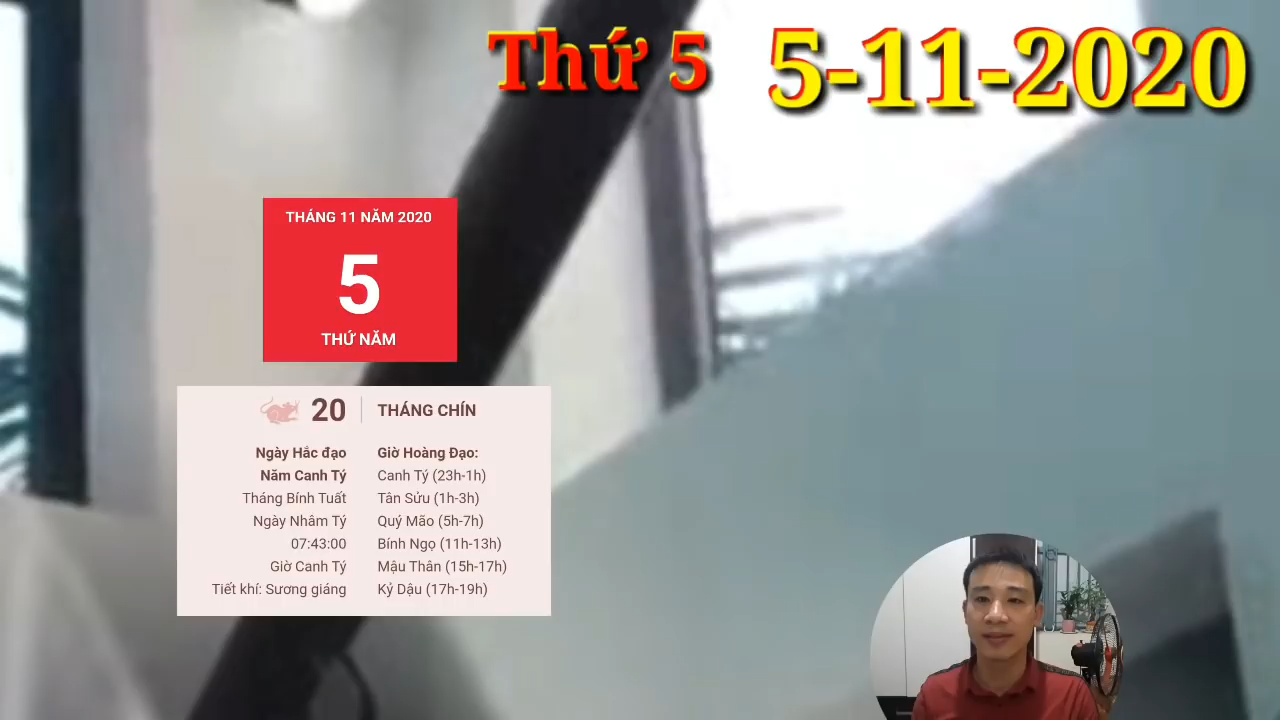 Thứ 5 5-11-2020
THÁNG 11 NĂM 2020
5
THỨ NĂM
20 THÁNG CHÍN
Ngày Hắc đạo Giờ Hoàng Đạo:
Năm Canh Tý Canh Tý (23h-1h)
Tháng Bính Tuất Tân Sửu (1h-3h)
Ngày Nhâm Tý Quý Mão (5h-7h)
07:43:00 Bính Ngọ (11h-13h)
Giờ Canh Tý Mậu Thân (15h-17h)
Tiết khí: Sương giáng Kỷ Dậu (17h-19h)